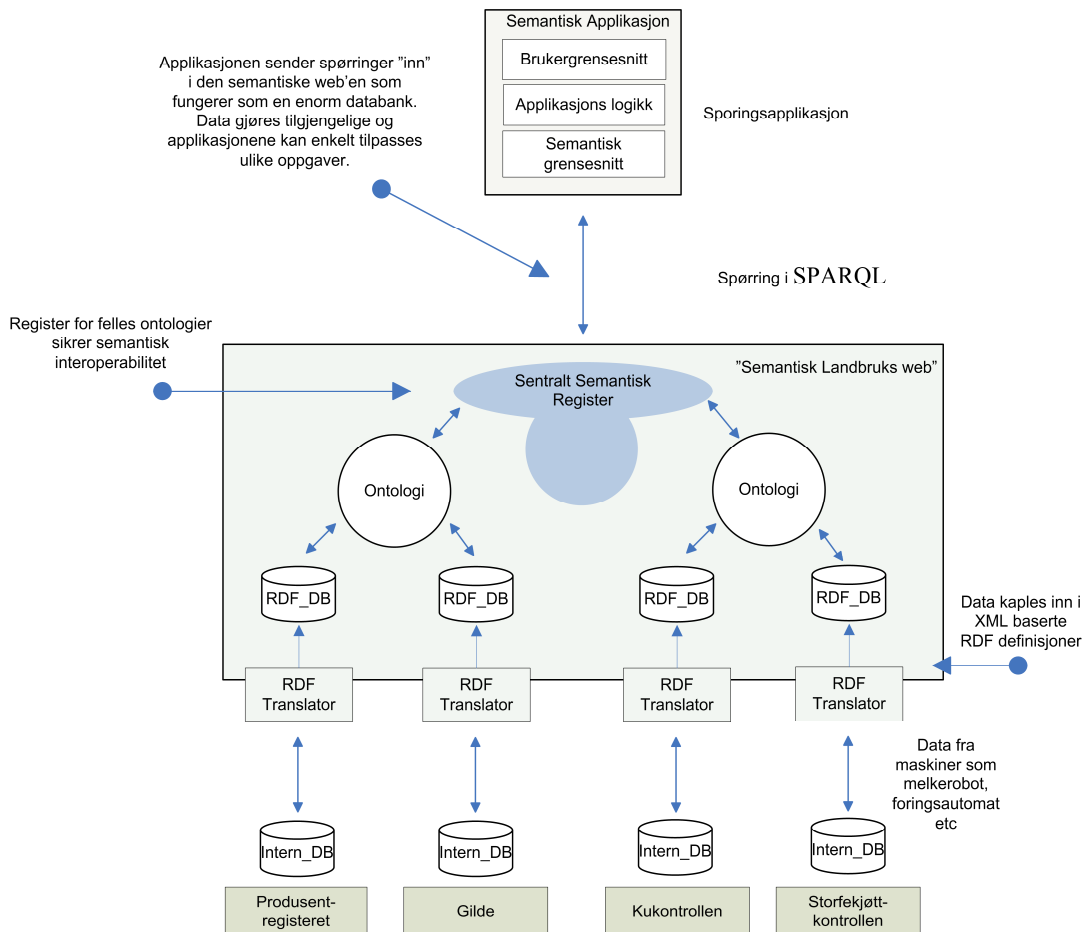 Semantisk Applikasjon
Brukergrensesnitt
Applikasjons logikk
Semantisk
grensesnitt
Applikasjonen sender spørringer ”inn”
i den semantiske web’en som
fungerer som en enorm databank.
Data gjøres tilgjengelige og
applikasjonene kan enkelt tilpasses
ulike oppgaver.
Sporingsapplikasjon
Spørring i SPARQL
Register for felles ontologier
sikrer semantisk
interoperabilitet
”Semantisk Landbruks web”
Sentralt Semantisk
Register
Ontologi
Ontologi
RDF_DB
RDF_DB
RDF_DB
RDF_DB
Data kaples inn i
XML baserte
RDF definisjoner
RDF
Translator
RDF
Translator
RDF
Translator
RDF
Translator
Data fra
maskiner som
melkerobot,
foringsautomat
etc
Intern_DB
Intern_DB
Intern_DB
Intern_DB
Produsent-
registeret
Gilde
Kukontrollen
Storfekjøtt-
kontrollen